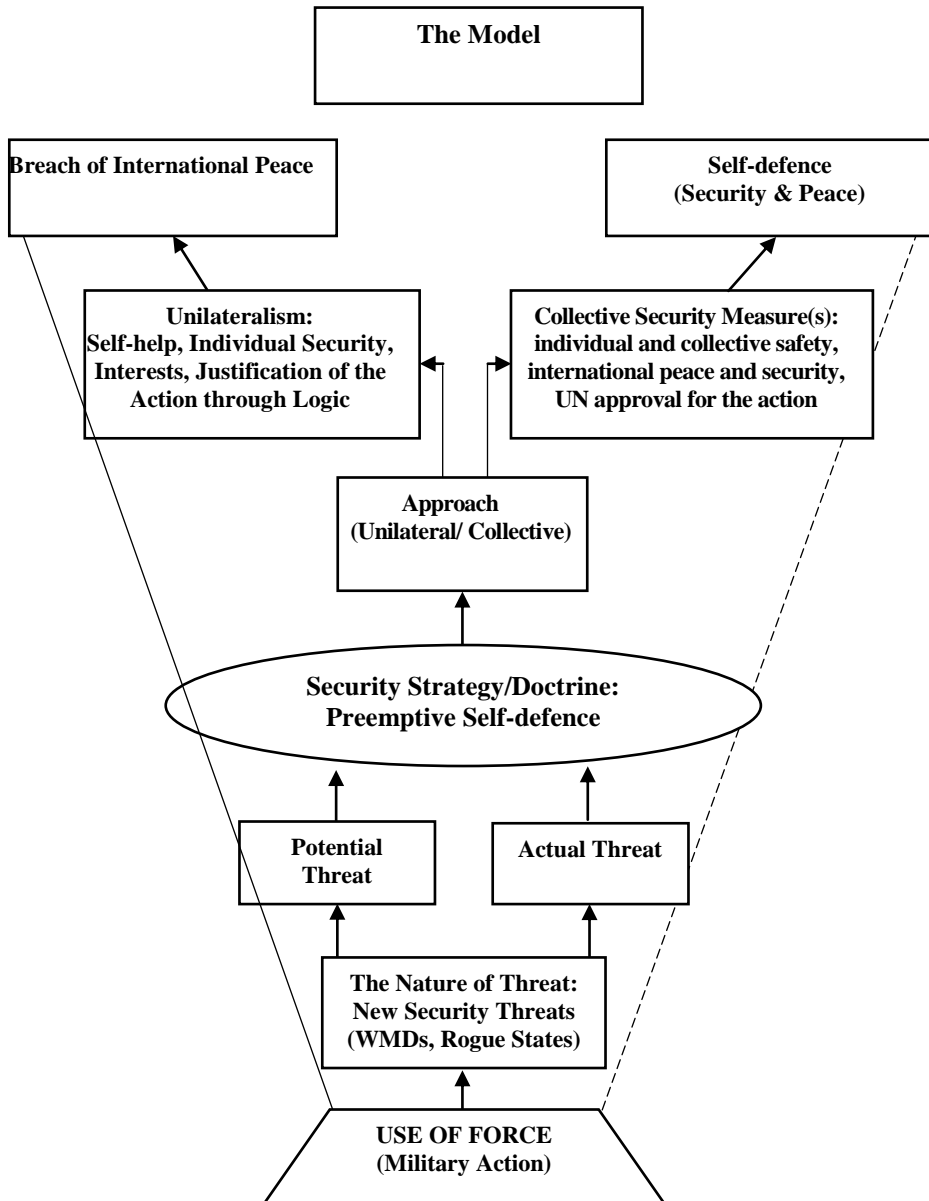 The Model
Breach of International Peace
Self-defence
(Security & Peace)
Unilateralism:
Self-help, Individual Security,
Interests, Justification of the
Action through Logic
Collective Security Measure(s):
individual and collective safety,
international peace and security,
UN approval for the action
Approach
(Unilateral/ Collective)
Security Strategy/Doctrine:
Preemptive Self-defence
Potential
Threat
Actual Threat
The Nature of Threat:
New Security Threats
(WMDs, Rogue States)
USE OF FORCE
(Military Action)